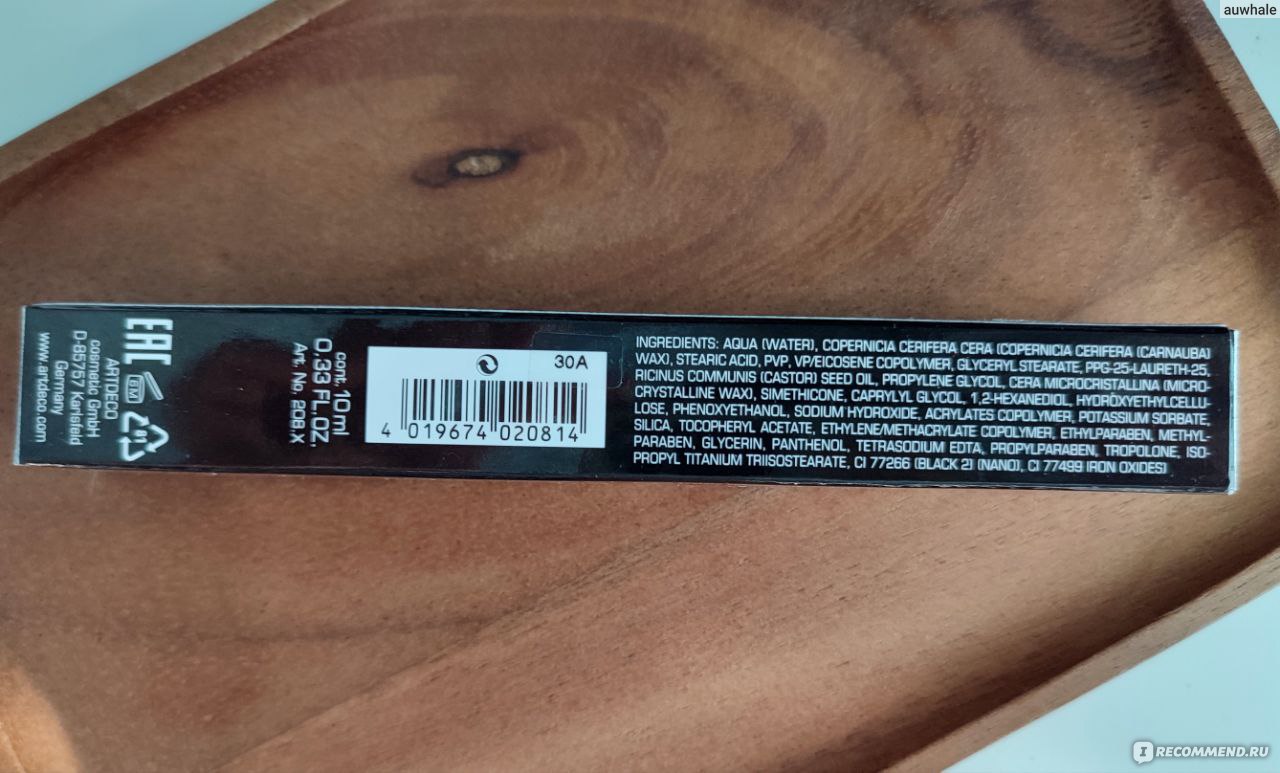 auwhale
EAC
ARTDECO
cosmetic GmbH
D-85757 Karlsfeld
Germany
www.artdeco.com
6M
cont. 10ml
0.33 FL.OZ.
Art. No. 208.X
30A
4 019674 020814
INGREDIENTS: AQUA (WATER), COPERNICIA CERIFERA CERA (COPERNICIA CERIFERA (CARNAUBA)
WAX), STEARIC ACID, PVP, VP/EICOSENE COPOLYMER, GLYCERYL STEARATE, PPG-25-LAURETH-25,
RICINUS COMMUNIS (CASTOR) SEED OIL, PROPYLENE GLYCOL, CERA MICROCRISTALLINA (MICRO-
CRYSTALLINE WAX), SIMETHICONE, CAPRYLYL GLYCOL, 1,2-HEXANEDIOL, HYDROXYETHYLCELLU-
LOSE, PHENOXYETHANOL, SODIUM HYDROXIDE, ACRYLATES COPOLYMER, POTASSIUM SORBATE,
SILICA, TOCOPHERYL ACETATE, ETHYLENE/METHACRYLATE COPOLYMER, ETHYLPARABEN, METHYL-
PARABEN, GLYCERIN, PANTHENOL, TETRASODIUM EDTA, PROPYLPARABEN, TROPOLONE, ISO-
PROPYL TITANIUM TRIISOSTEARATE, CI 77266 (BLACK 2) (NANO), CI 77499 (IRON OXIDES)
IRECOMMEND.RU